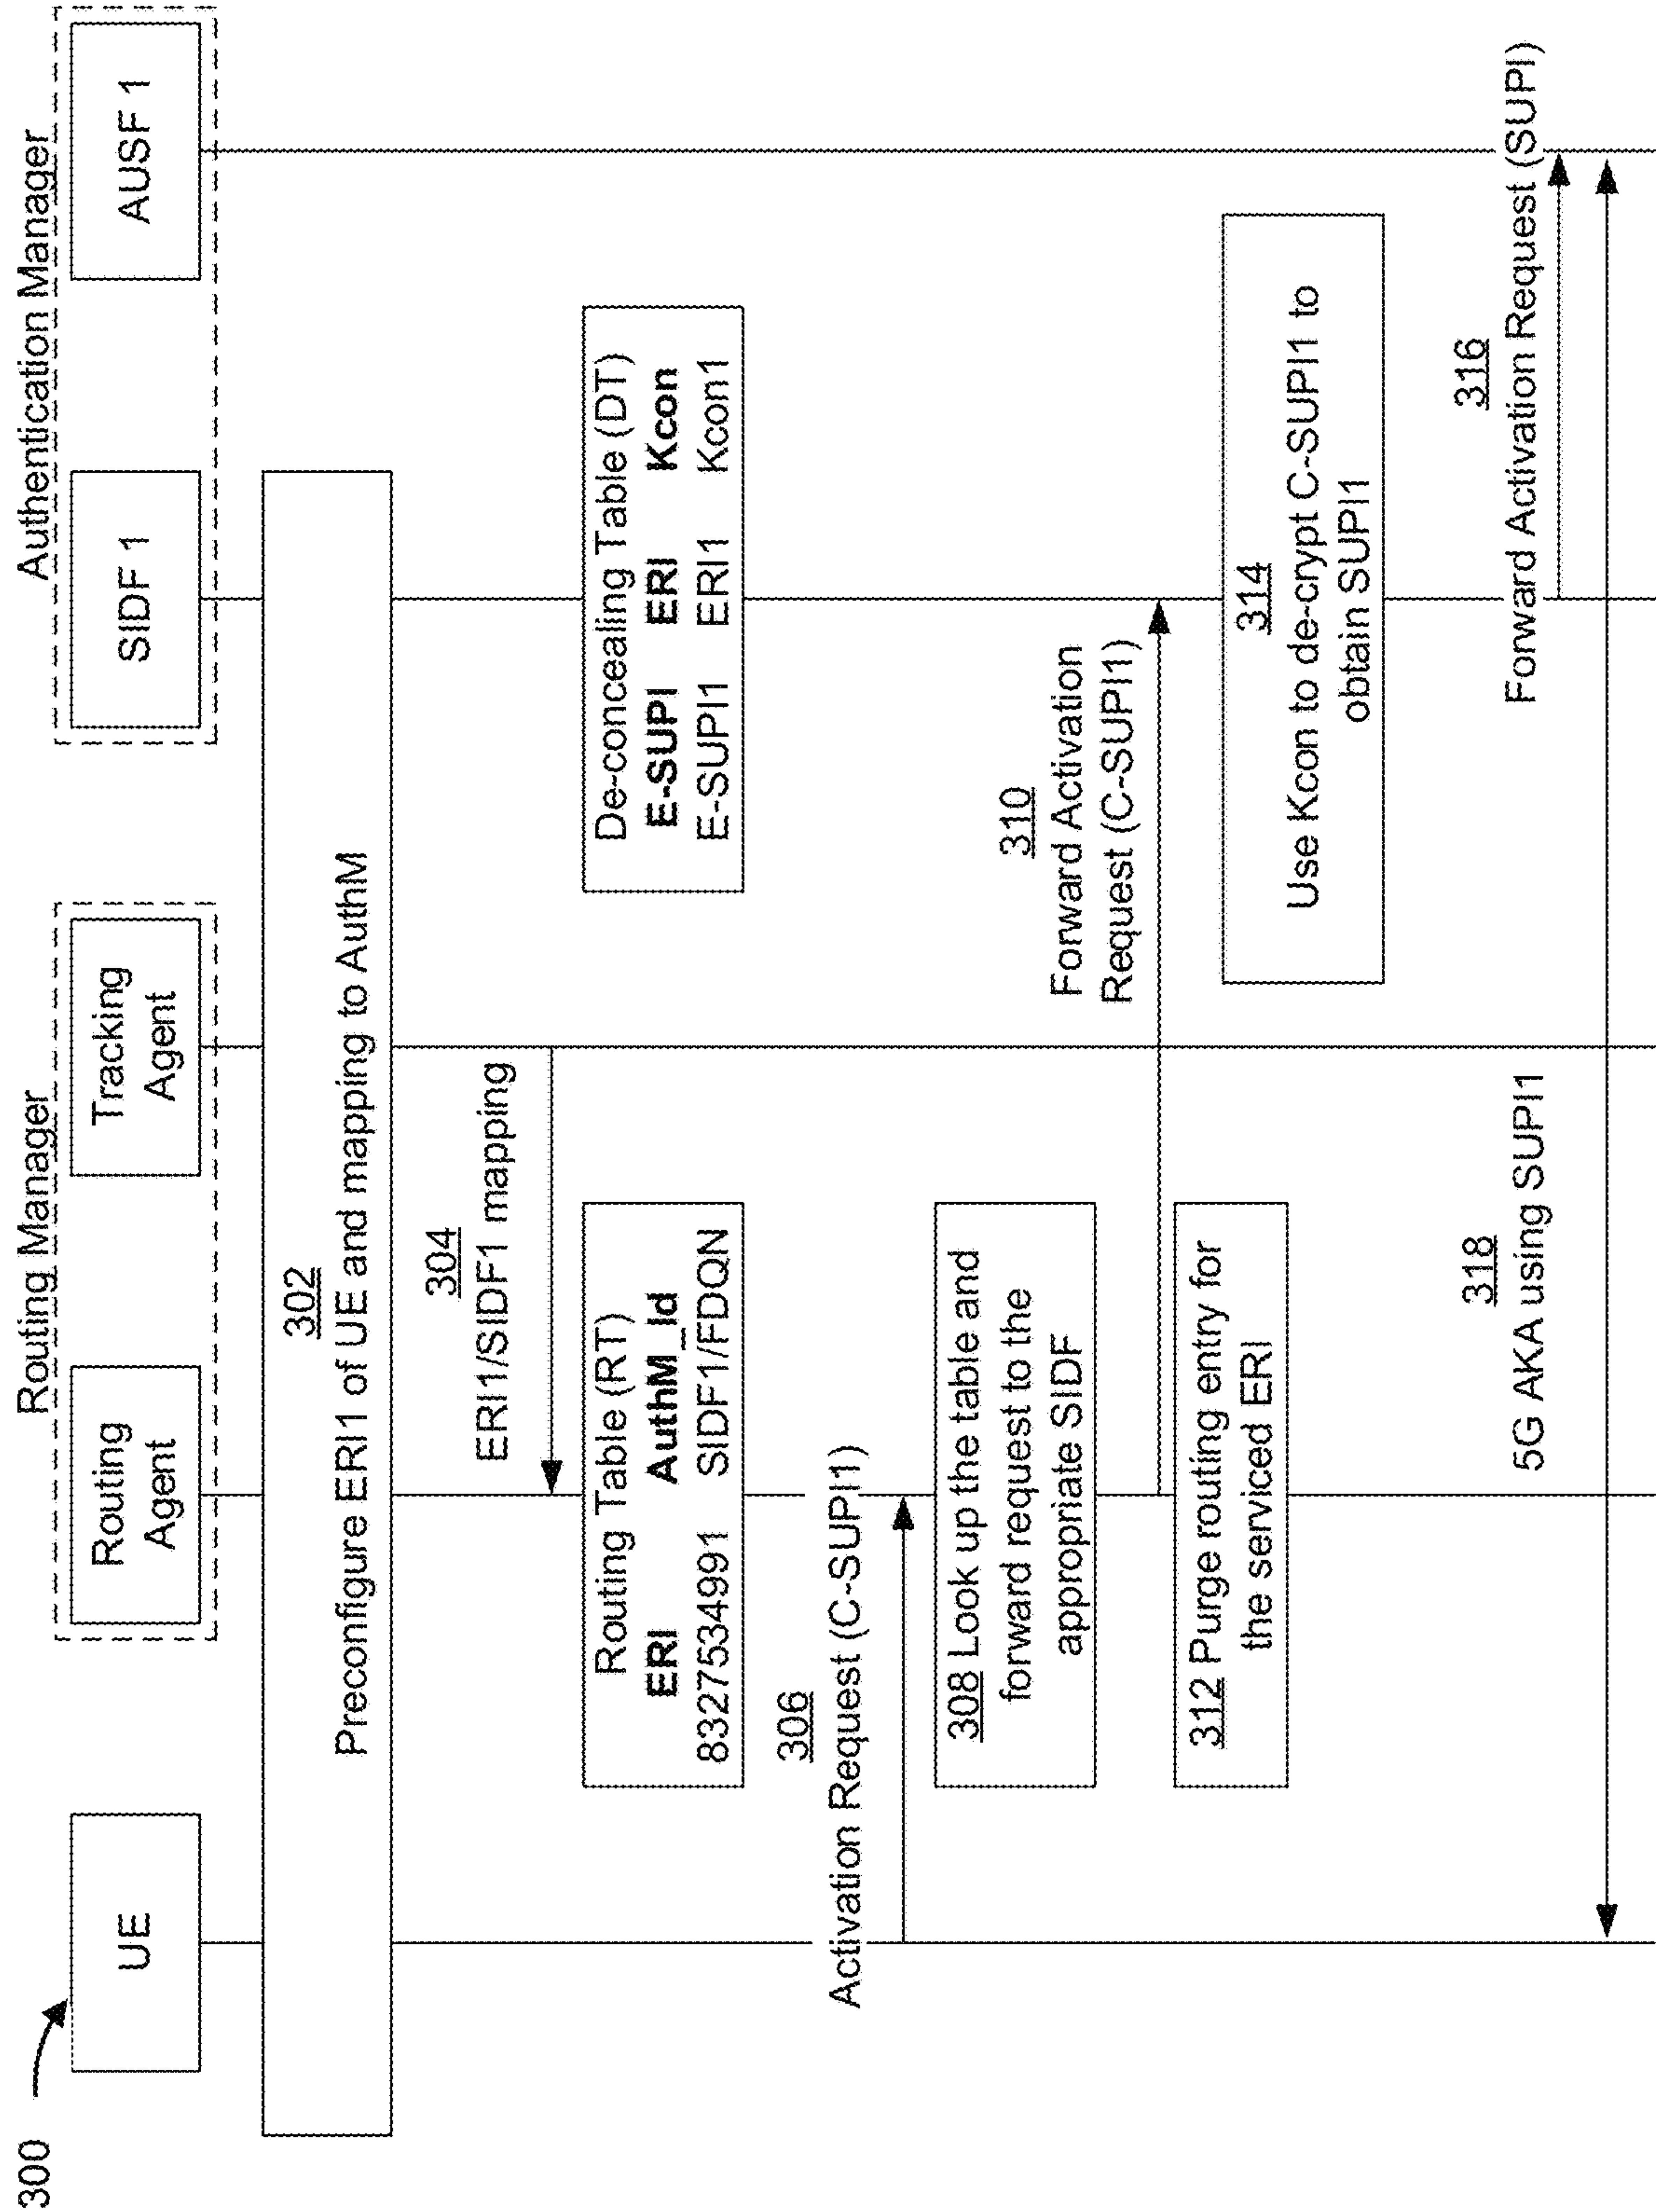 300
Routing Manager
Authentication Manager
UE
Routing
Agent
Tracking
Agent
SIDF 1
AUSF 1
302
Preconfigure ERI1 of UE and mapping to AuthM
304
ERI1/SIDF1 mapping
Routing Table (RT)
ERI AuthM_Id
8327534991 SIDF1/FDQN
De-concealing Table (DT)
E-SUPI ERI Kcon
E-SUPI1 ERI1 Kcon1
306
Activation Request (C-SUPI1)
308 Look up the table and
forward request to the
appropriate SIDF
310
Forward Activation
Request (C-SUPI1)
312 Purge routing entry for
the serviced ERI
314
Use Kcon to de-crypt C-SUPI1 to
obtain SUPI1
316
Forward Activation Request (SUPI)
318
5G AKA using SUPI1